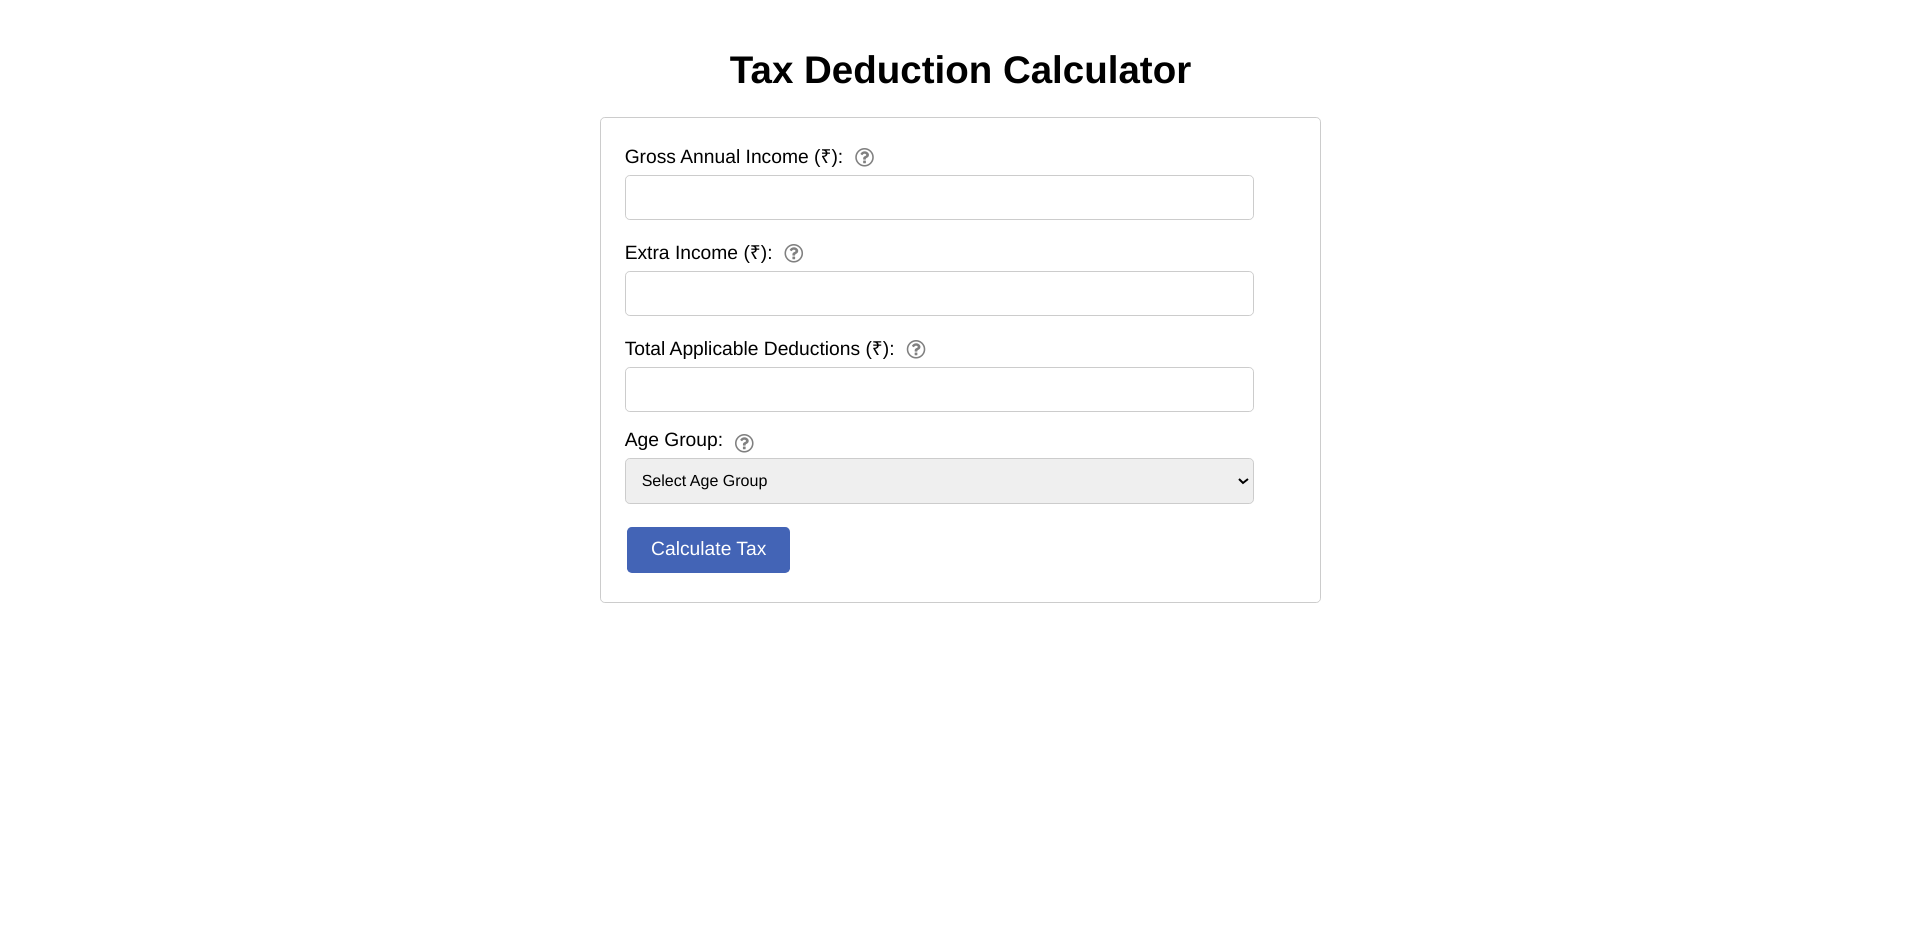 Tax Deduction Calculator
Gross Annual Income (₹): ?
Extra Income (₹): ?
Total Applicable Deductions (₹): ?
Age Group: ?
Select Age Group
Calculate Tax